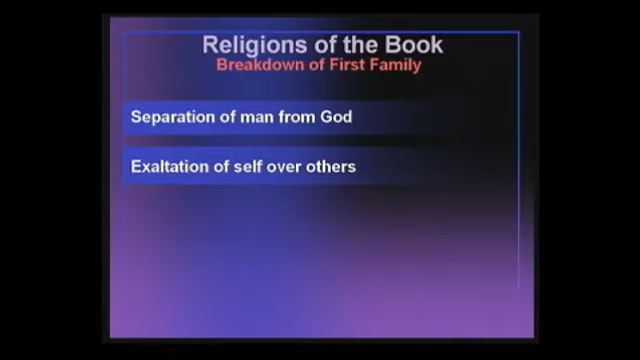 Religions of the Book
Breakdown of First Family
Separation of man from God
Exaltation of self over others